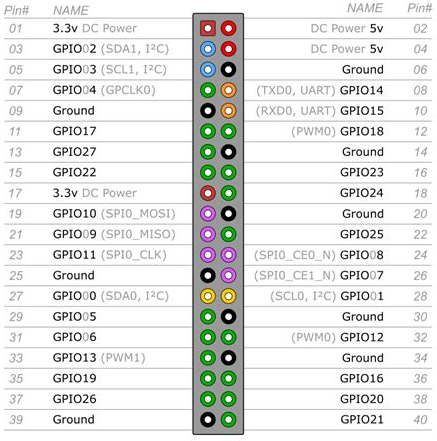 Pin# NAME NAME Pin#
01 3.3v DC Power DC Power 5v 02
03 GPIO02 (SDA1, I²C) DC Power 5v 04
05 GPIO03 (SCL1, I²C) Ground 06
07 GPIO04 (GPCLK0) (TXD0, UART) GPIO14 08
09 Ground (RXD0, UART) GPIO15 10
11 GPIO17 (PWM0) GPIO18 12
13 GPIO27 Ground 14
15 GPIO22 GPIO23 16
17 3.3v DC Power GPIO24 18
19 GPIO10 (SPI0_MOSI) Ground 20
21 GPIO09 (SPI0_MISO) GPIO25 22
23 GPIO11 (SPI0_CLK) (SPI0_CE0_N) GPIO08 24
25 Ground (SPI0_CE1_N) GPIO07 26
27 GPIO00 (SDA0, I²C) (SCL0, I²C) GPIO01 28
29 GPIO05 Ground 30
31 GPIO06 (PWM0) GPIO12 32
33 GPIO13 (PWM1) Ground 34
35 GPIO19 GPIO16 36
37 GPIO26 GPIO20 38
39 Ground GPIO21 40